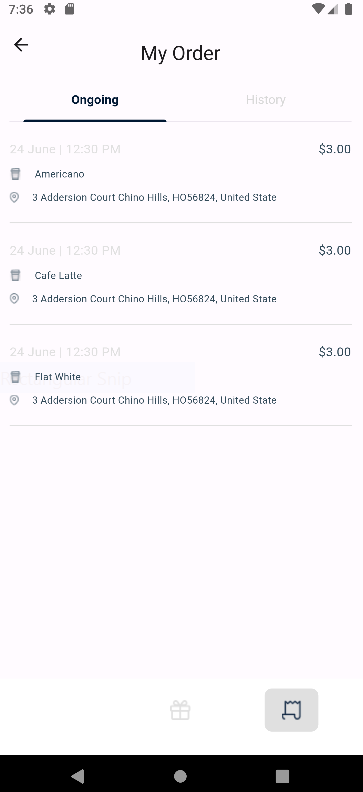 7:36
My Order
Ongoing
History
24 June | 12:30 PM
$3.00
Americano
3 Addersion Court Chino Hills, HO56824, United State
24 June | 12:30 PM
$3.00
Cafe Latte
3 Addersion Court Chino Hills, HO56824, United State
24 June | 12:30 PM
$3.00
Flat White
Snip
3 Addersion Court Chino Hills, HO56824, United State